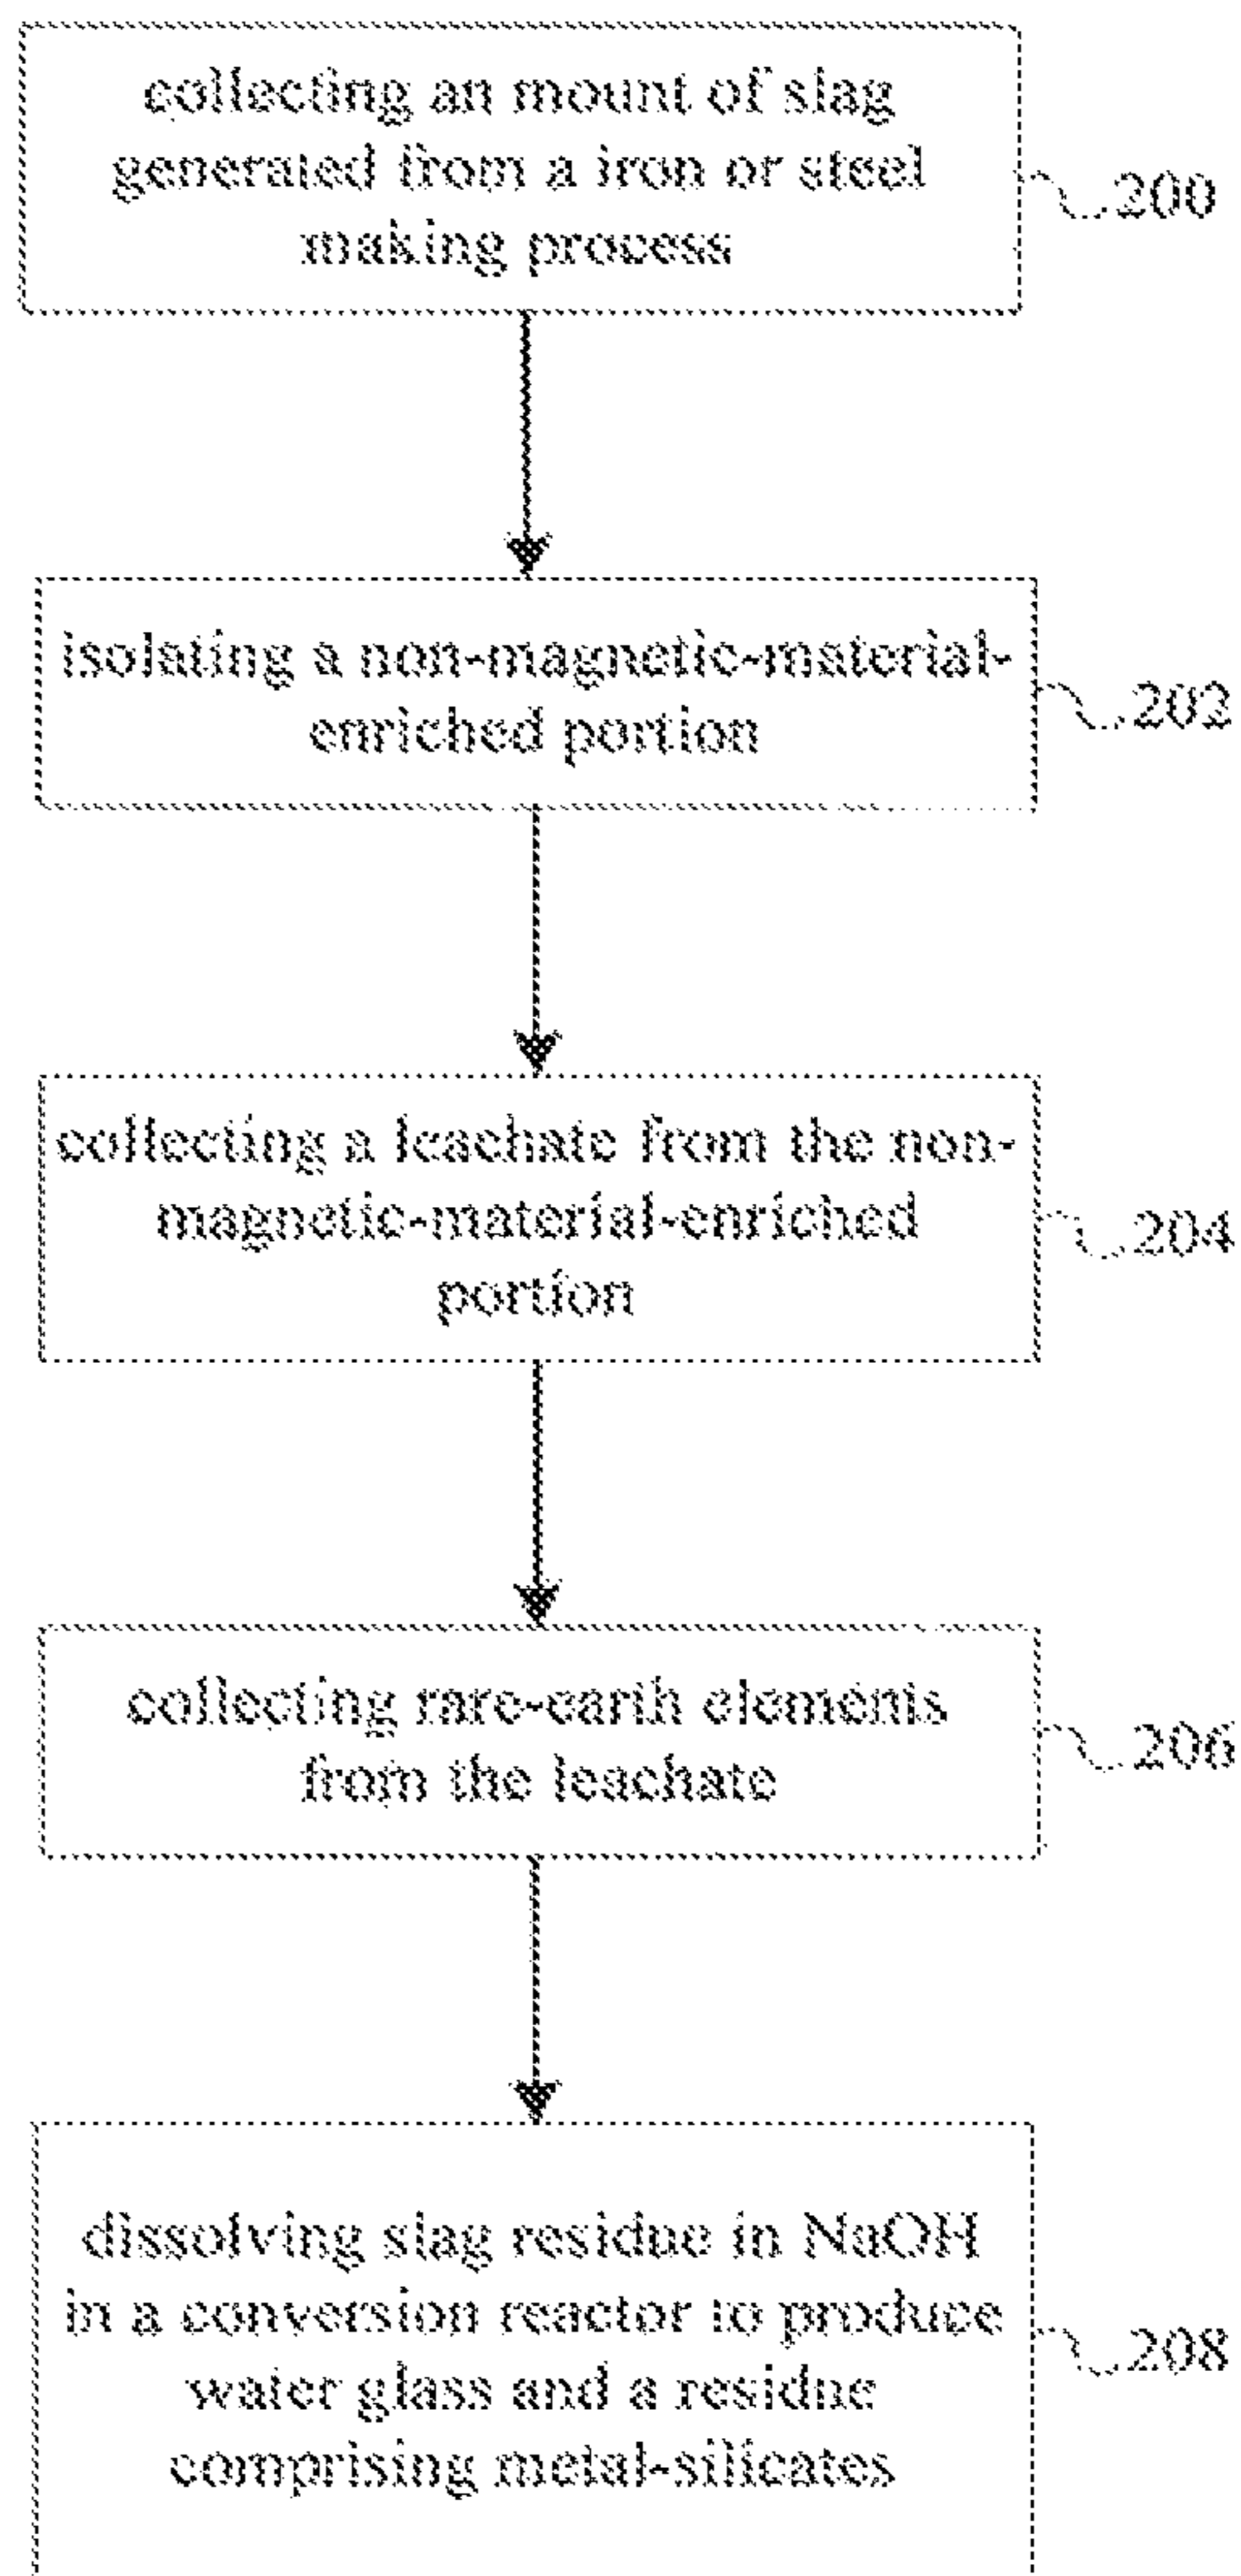 collecting an mount of slag
generated from a iron or steel
making process
200
isolating a non-magnetic-material-
enriched portion
202
collecting a leachate from the non-
magnetic-material-enriched
portion
204
collecting rare-earth elements
from the leachate
206
dissolving slag residue in NaOH
in a conversion reactor to produce
water glass and a residue
comprising metal-silicates
208